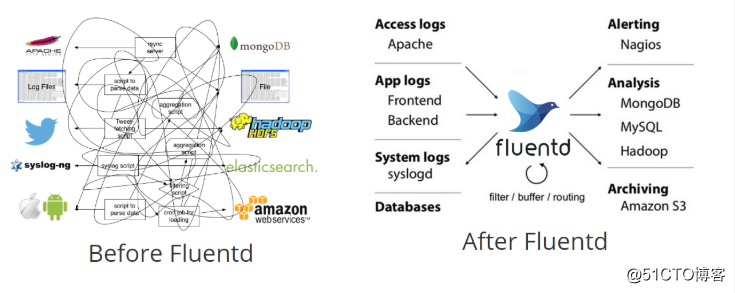 APACHE
rsync
server
mongoDB
Log Files
script to
parse data
File
aggregation
script
Tweet-
fetching
script
hadoop
HDFS
aggregation
script
syslog-ng
syslog script
elasticsearch.
filtering
script
script to
parse data
cron job for
loading
amazon
webservices™
Before Fluentd
Access logs
Apache
App logs
Frontend
Backend
System logs
syslogd
Databases
fluentd
filter / buffer / routing
Alerting
Nagios
Analysis
MongoDB
MySQL
Hadoop
Archiving
Amazon S3
After Fluentd
@51CTO博客